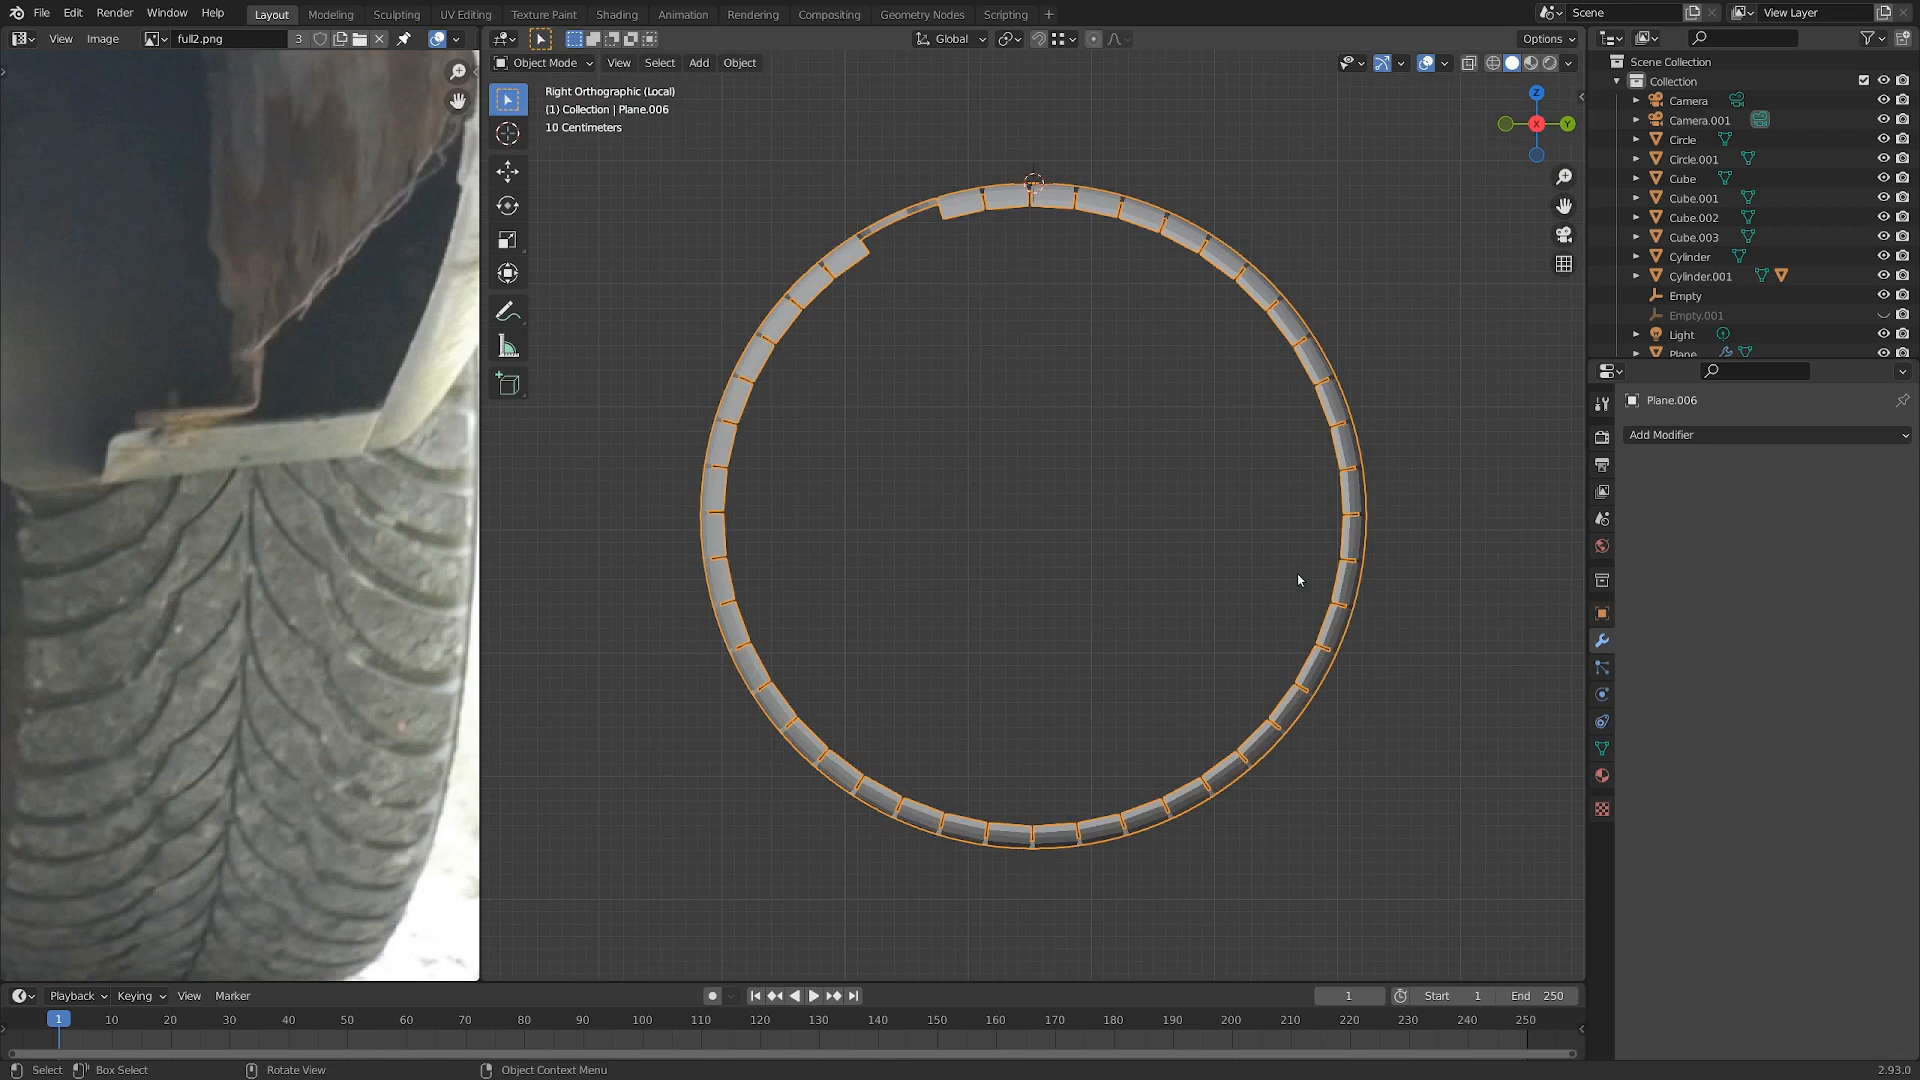 File Edit Render Window Help Layout Modeling Sculpting UV Editing Texture Paint Shading Animation Rendering Compositing Geometry Nodes Scripting + Scene View Layer
View Image full2.png 3 Global Options
Object Mode View Select Add Object
Right Orthographic (Local)
(1) Collection | Plane.006
10 Centimeters
Z
Y
X
Scene Collection
Collection
Camera
Camera.001
Circle
Circle.001
Cube
Cube.001
Cube.002
Cube.003
Cylinder
Cylinder.001
Empty
Empty.001
Light
Plane
Plane.006
Add Modifier
Playback Keying View Marker 1 Start 1 End 250
1 10 20 30 40 50 60 70 80 90 100 110 120 130 140 150 160 170 180 190 200 210 220 230 240 250
Select Box Select Rotate View Object Context Menu 2.93.0